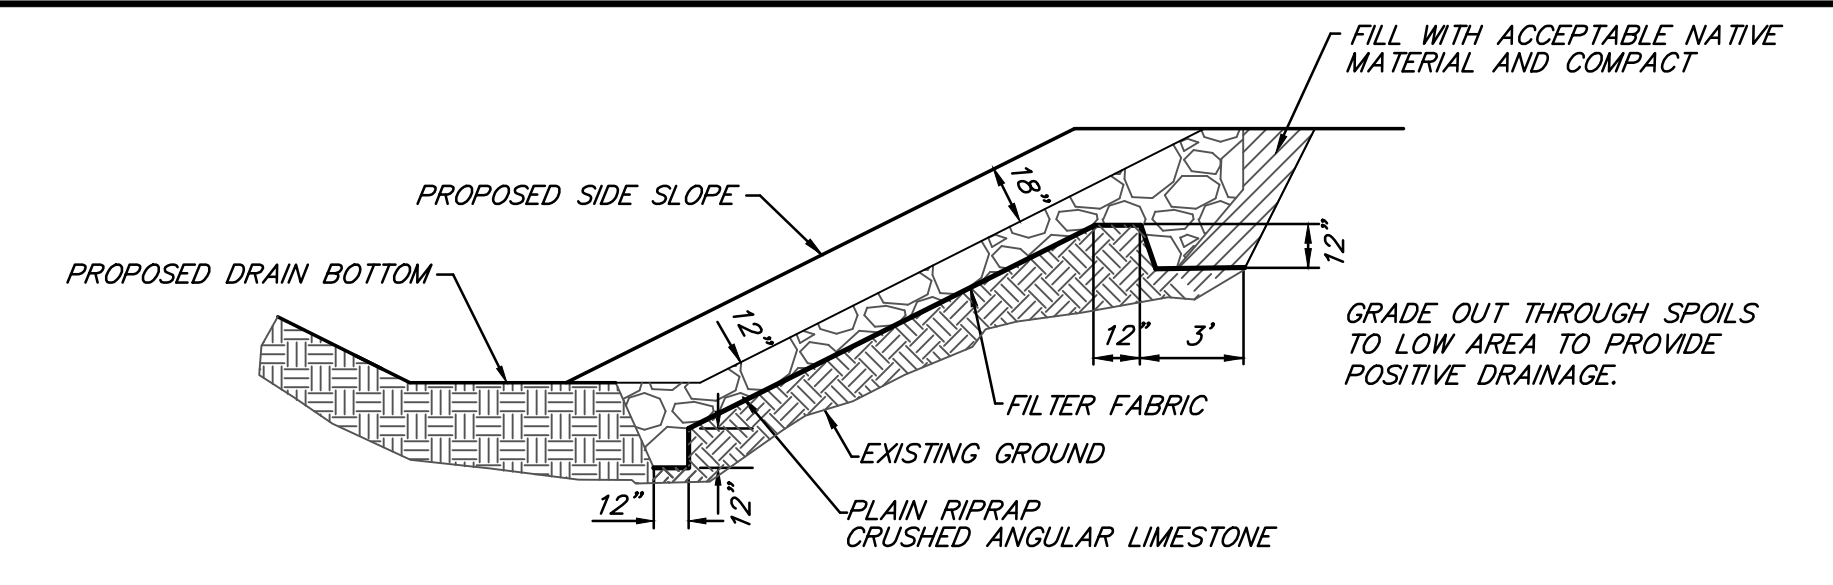 FILL WITH ACCEPTABLE NATIVE
MATERIAL AND COMPACT
PROPOSED SIDE SLOPE
18"
12"
PROPOSED DRAIN BOTTOM
12"
12"
3'
GRADE OUT THROUGH SPOILS
TO LOW AREA TO PROVIDE
POSITIVE DRAINAGE.
FILTER FABRIC
EXISTING GROUND
12"
12"
PLAIN RIPRAP
CRUSHED ANGULAR LIMESTONE